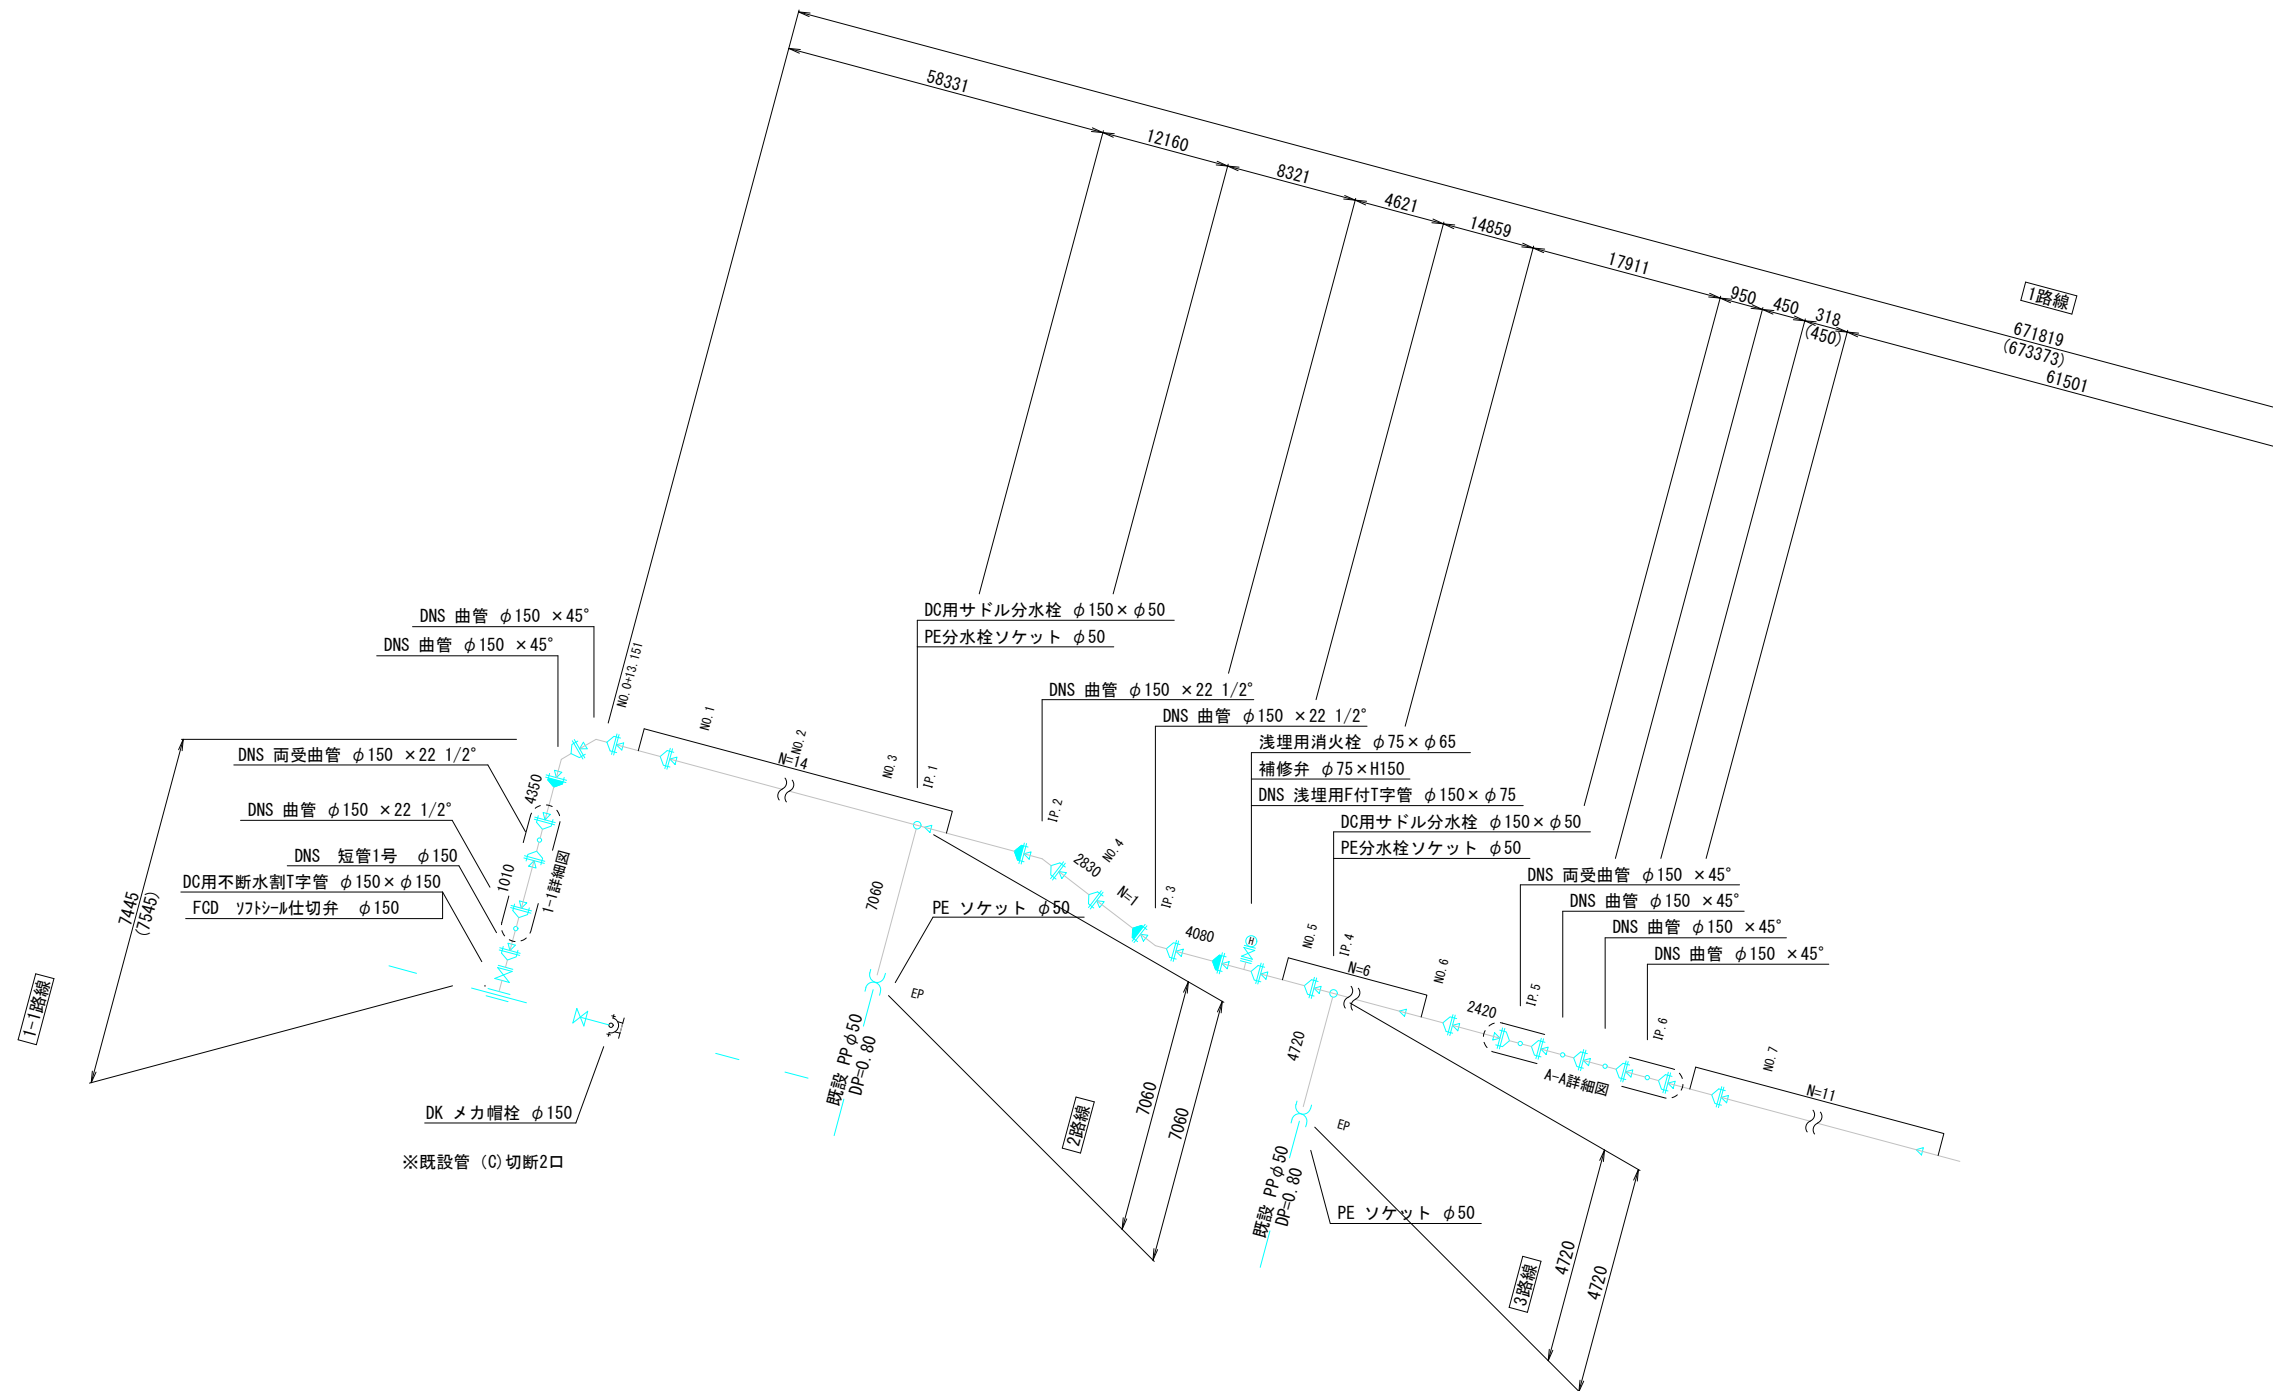 58331
12160
8321
4621
14859
17911
950
450
318
(450)
1路線
671819
(673373)
61501
DNS 曲管 φ150 ×45°
DNS 曲管 φ150 ×45°
NO.0+13.151
DNS 両受曲管 φ150 ×22 1/2°
DNS 曲管 φ150 ×22 1/2°
DNS 短管1号 φ150
DC用不断水割T字管 φ150×φ150
FCD ソフトシール仕切弁 φ150
4350
1010
1-1詳細図
7445
(7545)
1-1路線
DK メカ帽栓 φ150
※既設管 (C)切断2口
NO.1
NO.2
N=14
NO.3
IP.1
DC用サドル分水栓 φ150×φ50
PE分水栓ソケット φ50
DNS 曲管 φ150 ×22 1/2°
DNS 曲管 φ150 ×22 1/2°
浅埋用消火栓 φ75×φ65
補修弁 φ75×H150
DNS 浅埋用F付T字管 φ150×φ75
DC用サドル分水栓 φ150×φ50
PE分水栓ソケット φ50
DNS 両受曲管 φ150 ×45°
DNS 曲管 φ150 ×45°
DNS 曲管 φ150 ×45°
DNS 曲管 φ150 ×45°
IP.2
2830
NO.4
N=1
IP.3
4080
H
NO.5
IP.4
N=6
NO.6
2420
IP.5
A-A詳細図
IP.6
NO.7
N=11
7060
PE ソケット φ50
EP
既設 PPφ50
DP=0.80
7060
7060
2路線
4720
EP
既設 PPφ50
DP=0.80
PE ソケット φ50
4720
4720
3路線